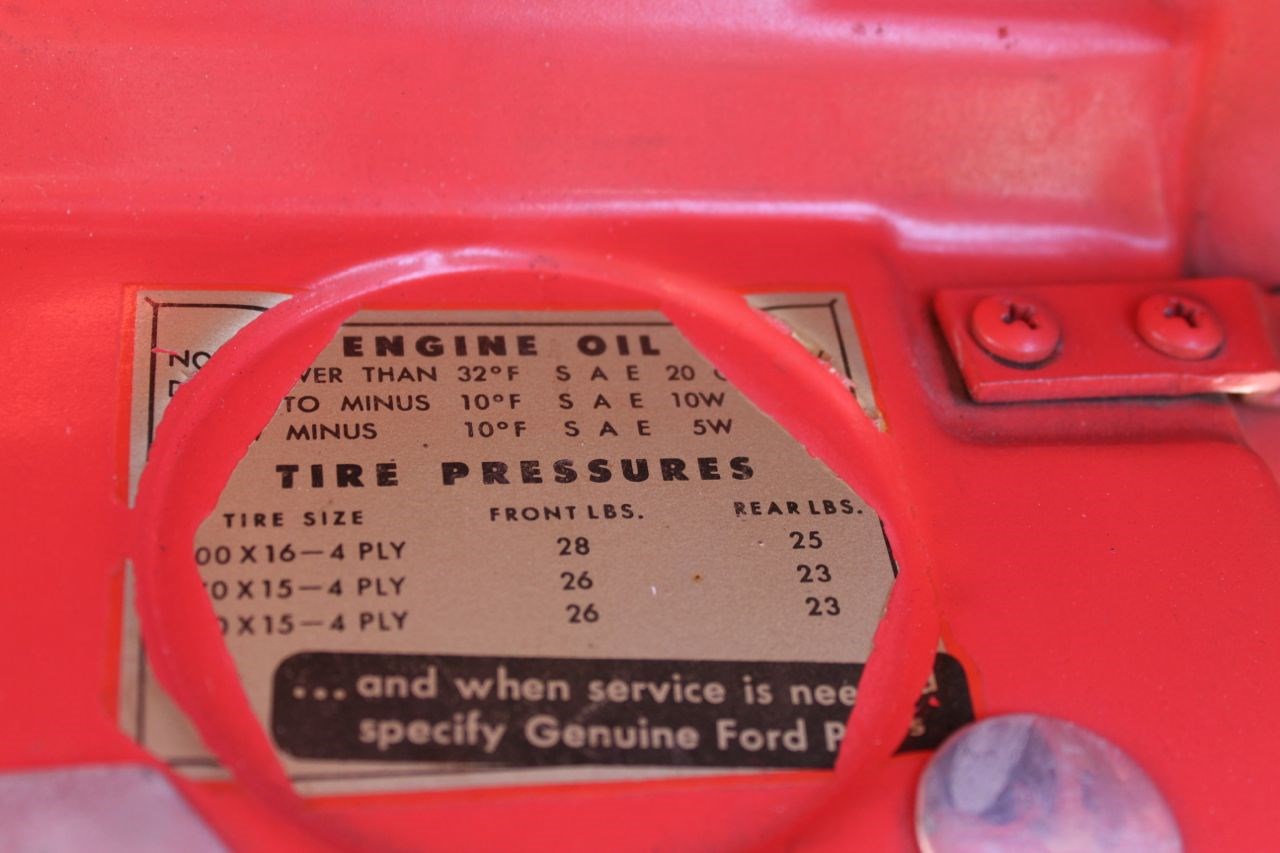 ENGINE OIL
THAN 32°F S A E 20
TO MINUS 10°F S A E 10W
MINUS 10°F S A E 5W
TIRE PRESSURES
TIRE SIZE FRONT LBS. REAR LBS.
00 X 16—4 PLY 28 25
0 X 15—4 PLY 26 23
0 X 15—4 PLY 26 23
...and when service is
specify Genuine Ford